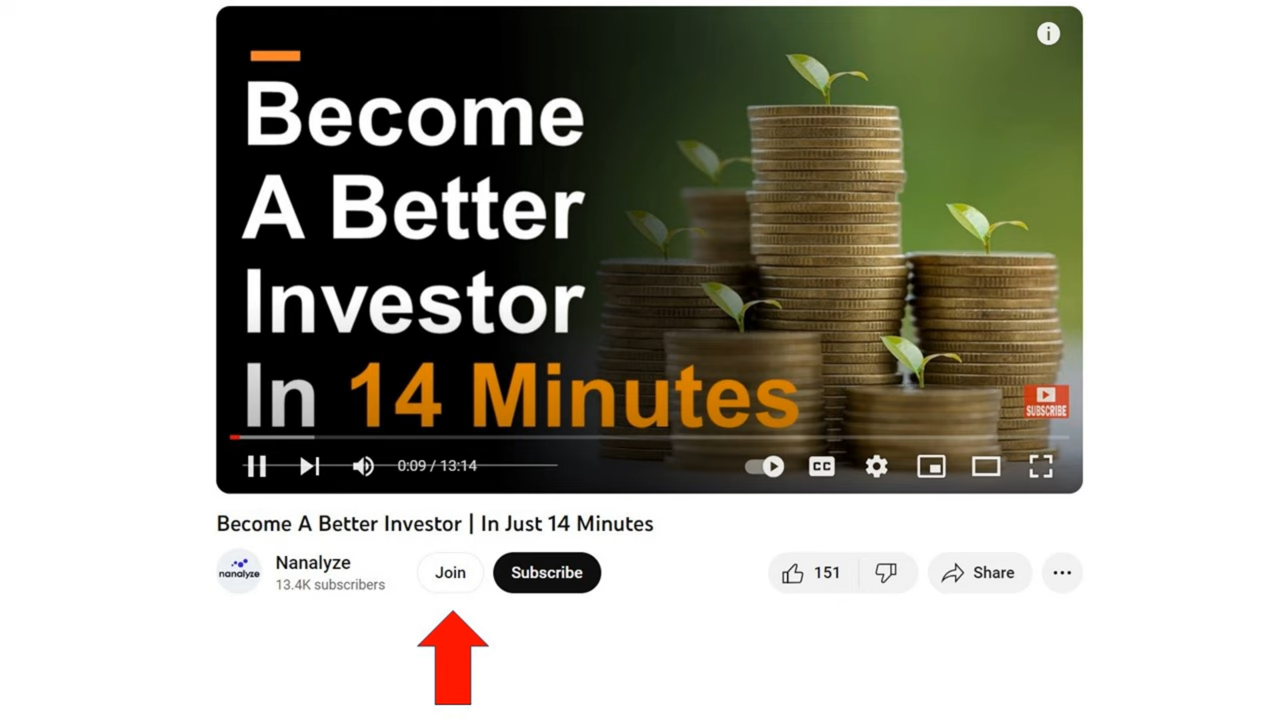 Become
A Better
Investor
In 14 Minutes
SUBSCRIBE
0:09 / 13:14
CC
Become A Better Investor | In Just 14 Minutes
nanalyze
Nanalyze
13.4K subscribers
Join
Subscribe
151
Share